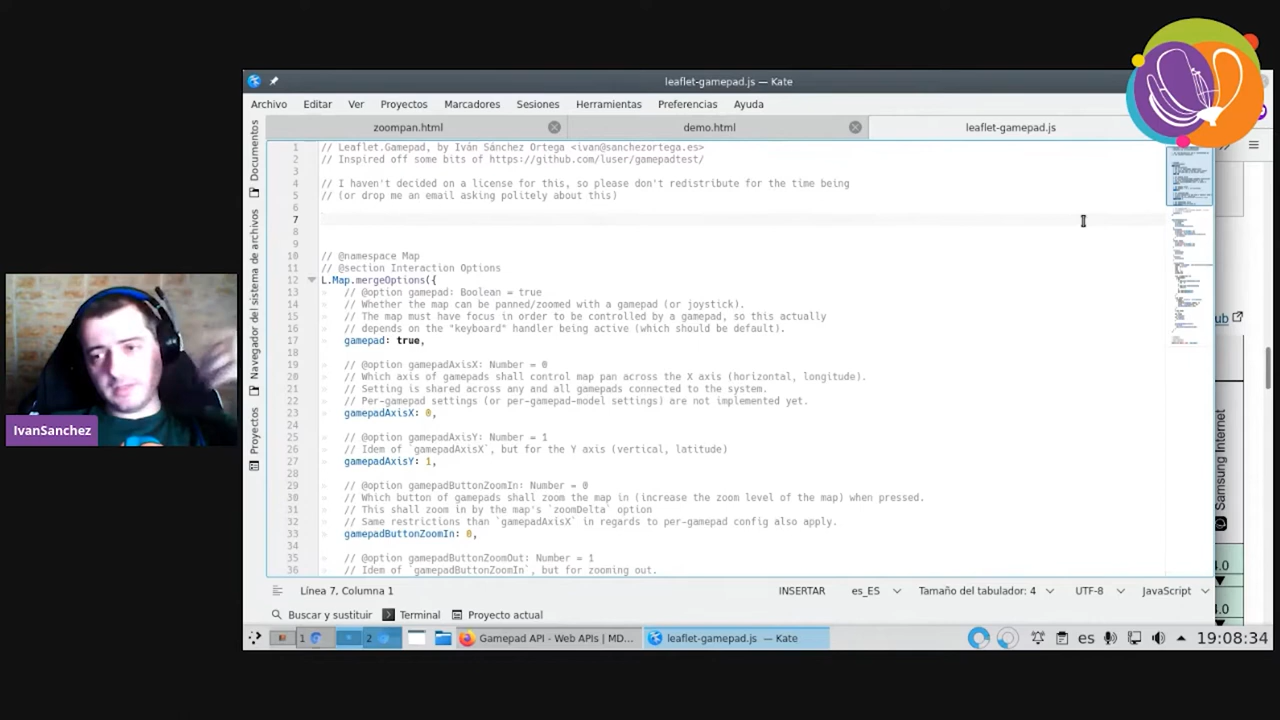 leaflet-gamepad.js — Kate
Archivo Editar Ver Proyectos Marcadores Sesiones Herramientas Preferencias Ayuda
zoompan.html demo.html leaflet-gamepad.js
Documentos
Navegador del sistema de archivos
Proyectos
1 // Leaflet.Gamepad, by Iván Sánchez Ortega <ivan@sanchezortega.es>
2 // Inspired off some bits of https://github.com/luser/gamepadtest/
3
4 // I haven't decided on a license for this, so please don't redistribute for the time being
5 // (or drop me an email asking politely about this)
6
7
8
9
10 // @namespace Map
11 // @section Interaction Options
12 L.Map.mergeOptions({
13 // @option gamepad: Boolean = true
14 // Whether the map can be panned/zoomed with a gamepad (or joystick).
15 // The map must have focus in order to be controlled by a gamepad, so this actually
16 // depends on the "keyboard" handler being active (which should be default).
17 gamepad: true,
18
19 // @option gamepadAxisX: Number = 0
20 // Which axis of gamepads shall control map pan across the X axis (horizontal, longitude).
21 // Setting is shared across any and all gamepads connected to the system.
22 // Per-gamepad settings (or per-gamepad-model settings) are not implemented yet.
23 gamepadAxisX: 0,
24
25 // @option gamepadAxisY: Number = 1
26 // Idem of `gamepadAxisX`, but for the Y axis (vertical, latitude)
27 gamepadAxisY: 1,
28
29 // @option gamepadButtonZoomIn: Number = 0
30 // Which button of gamepads shall zoom the map in (increase the zoom level of the map) when pressed.
31 // This shall zoom in by the map's `zoomDelta` option
32 // Same restrictions than `gamepadAxisX` in regards to per-gamepad config also apply.
33 gamepadButtonZoomIn: 0,
34
35 // @option gamepadButtonZoomOut: Number = 1
36 // Idem of `gamepadButtonZoomIn`, but for zooming out.
IvanSanchez
ub
Samsung Internet
4.0
4.0
Línea 7, Columna 1 INSERTAR es_ES Tamaño del tabulador: 4 UTF-8 JavaScript
Buscar y sustituir Terminal Proyecto actual
1 2 Gamepad API - Web APIs | MD... leaflet-gamepad.js — Kate es 19:08:34